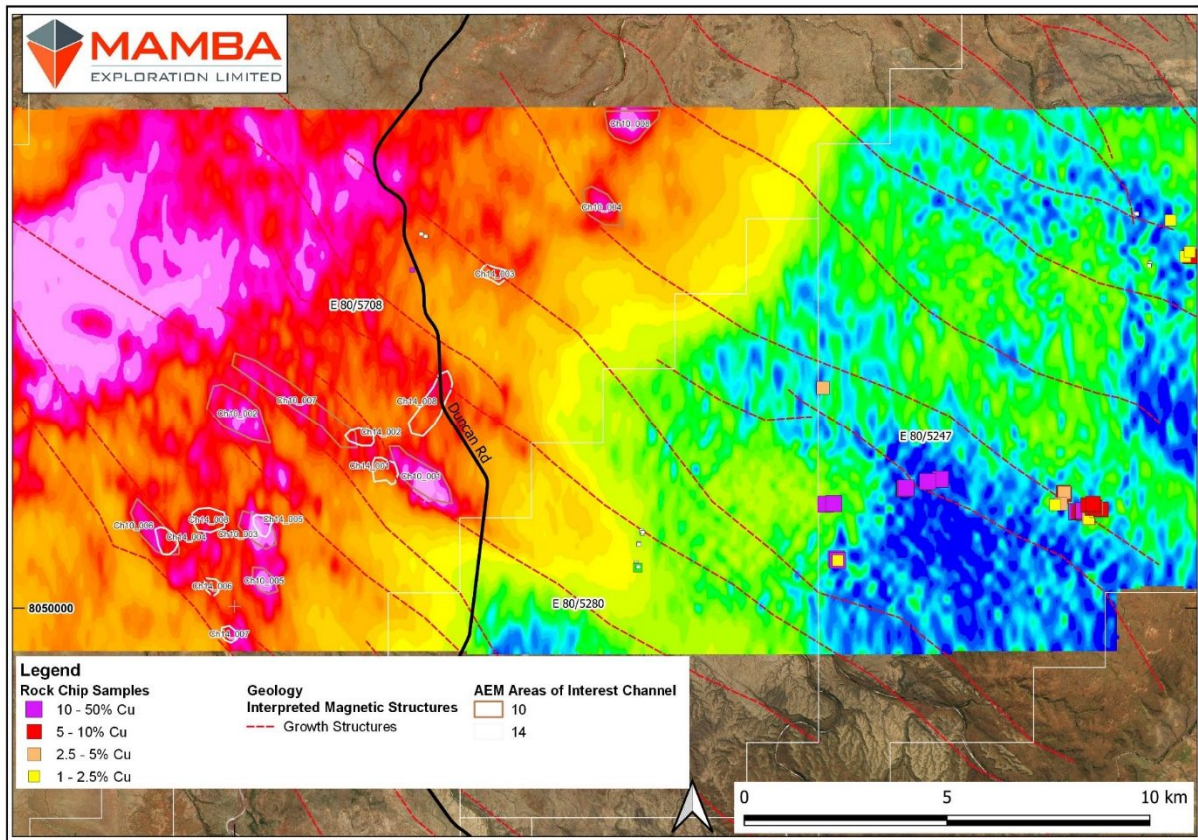 MAMBA
EXPLORATION LIMITED
Ch10_008
Ch10_004
Ch14_003
E 80/5708
Ch10_007
Ch10_002
Ch14_008
Ch14_002
Duncan Rd
E 80/5247
Ch14_001
Ch10_001
Ch10_006
Ch14_005
Ch10_003
Ch14_004
Ch14_006
Ch10_005
8050000
E 80/5280
Ch14_007
Legend
Rock Chip Samples
10 - 50% Cu
5 - 10% Cu
2.5 - 5% Cu
1 - 2.5% Cu
Geology
Interpreted Magnetic Structures
Growth Structures
AEM Areas of Interest Channel
10
14
0
5
10 km